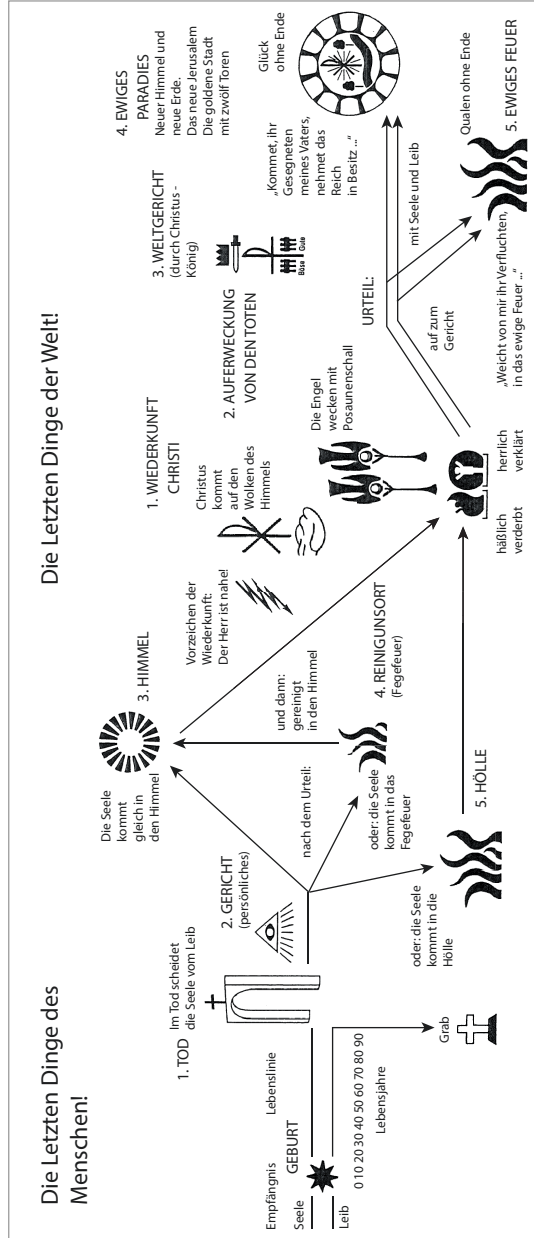 Die Letzten Dinge des
Menschen!
Empfängnis
Seele
GEBURT
Leib
Lebenslinie
0 10 20 30 40 50 60 70 80 90
Lebensjahre
Grab
1. TOD
Im Tod scheidet
die Seele vom Leib
2. GERICHT
(persönliches)
nach dem Urteil:
Die Seele
kommt
gleich in
den Himmel
3. HIMMEL
oder: die Seele
kommt in das
Fegefeuer
und dann:
gereinigt
in den Himmel
4. REINIGUNSORT
(Fegefeuer)
oder: die Seele
kommt in die
Hölle
5. HÖLLE
Die Letzten Dinge der Welt!
Vorzeichen der
Wiederkunft:
Der Herr ist nahe!
1. WIEDERKUNFT
CHRISTI
Christus
kommt
auf den
Wolken des
Himmels
2. AUFERWECKUNG
VON DEN TOTEN
Die Engel
wecken mit
Posaunenschall
häßlich
verderbt
herrlich
verklärt
3. WELTGERICHT
(durch Christus -
König)
Böse
Gute
URTEIL:
auf zum
Gericht
mit Seele und Leib
„Kommet, ihr
Gesegneten
meines Vaters,
nehmet das
Reich
in Besitz ...“
4. EWIGES
PARADIES
Neuer Himmel und
neue Erde.
Das neue Jerusalem
Die goldene Stadt
mit zwölf Toren
Glück
ohne Ende
„Weicht von mir ihr Verfluchten,
in das ewige Feuer ...“
Qualen ohne Ende
5. EWIGES FEUER